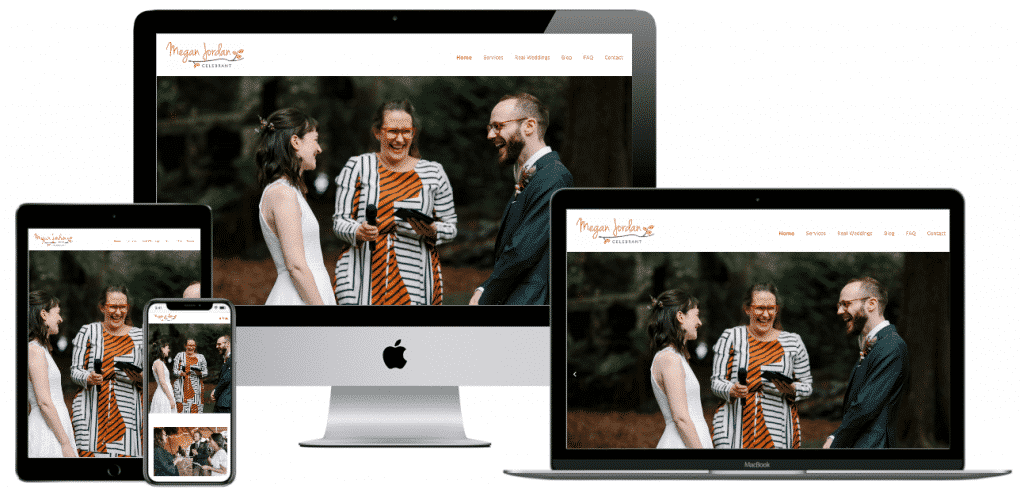 Megan Jordan
CELEBRANT
Home Services Real Weddings Blog FAQ Contact
Megan Jordan
CELEBRANT
Home Services Real Weddings Blog FAQ Contact
MacBook